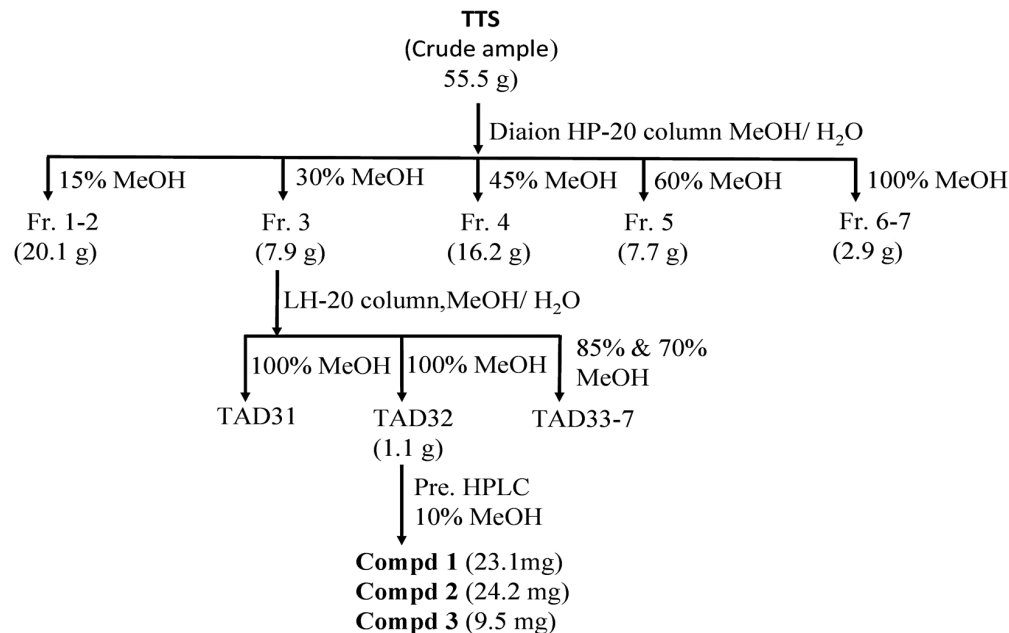 TTS
(Crude ample)
55.5 g)
Diaion HP-20 column MeOH/ H₂O
15% MeOH
30% MeOH
45% MeOH
60% MeOH
100% MeOH
Fr. 1-2
(20.1 g)
Fr. 3
(7.9 g)
Fr. 4
(16.2 g)
Fr. 5
(7.7 g)
Fr. 6-7
(2.9 g)
LH-20 column,MeOH/ H₂O
100% MeOH
100% MeOH
85% & 70%
MeOH
TAD31
TAD32
(1.1 g)
TAD33-7
Pre. HPLC
10% MeOH
Compd 1 (23.1mg)
Compd 2 (24.2 mg)
Compd 3 (9.5 mg)